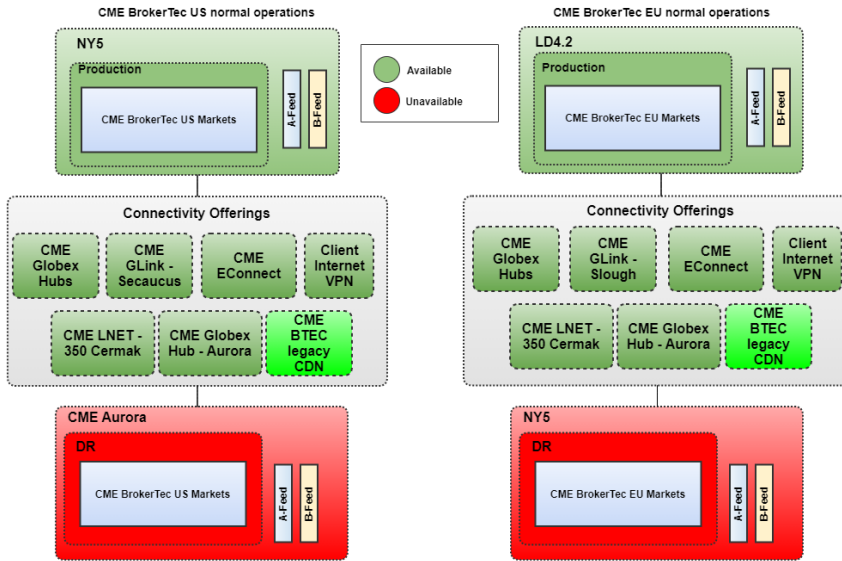 CME BrokerTec US normal operations
NY5
Production
CME BrokerTec US Markets
A-Feed
B-Feed
Connectivity Offerings
CME
Globex
Hubs
CME
GLink -
Secaucus
CME
EConnect
Client
Internet
VPN
CME LNET -
350 Cermak
CME Globex
Hub - Aurora
CME
BTEC
legacy
CDN
CME Aurora
DR
CME BrokerTec US Markets
A-Feed
B-Feed
Available
Unavailable
CME BrokerTec EU normal operations
LD4.2
Production
CME BrokerTec EU Markets
A-Feed
B-Feed
Connectivity Offerings
CME
Globex
Hubs
CME
GLink -
Slough
CME
EConnect
Client
Internet
VPN
CME LNET -
350 Cermak
CME Globex
Hub - Aurora
CME
BTEC
legacy
CDN
NY5
DR
CME BrokerTec EU Markets
A-Feed
B-Feed